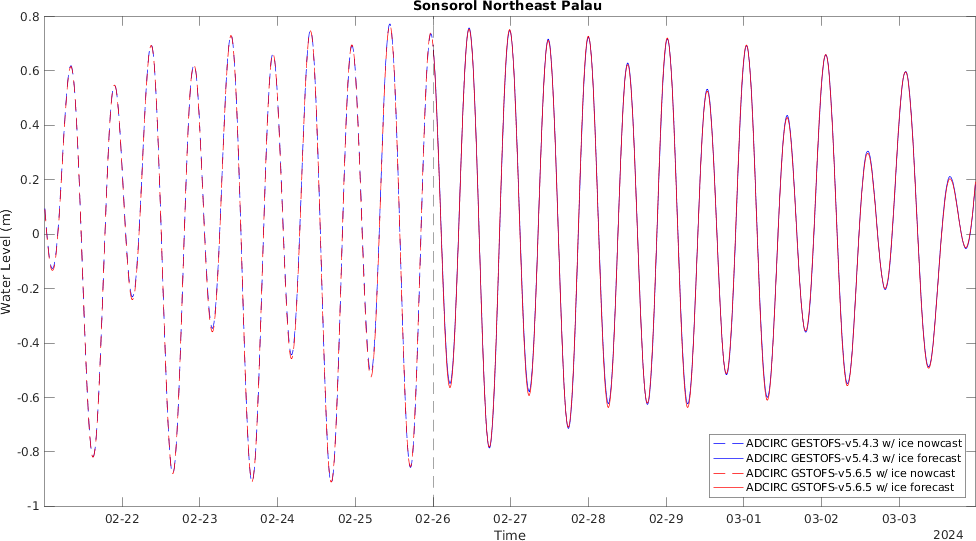 Sonsorol Northeast Palau
0.8
0.6
0.4
0.2
0
-0.2
-0.4
-0.6
-0.8
-1
Water Level (m)
02-22 02-23 02-24 02-25 02-26 02-27 02-28 02-29 03-01 03-02 03-03
Time
2024
ADCIRC GESTOFS-v5.4.3 w/ ice nowcast
ADCIRC GESTOFS-v5.4.3 w/ ice forecast
ADCIRC GSTOFS-v5.6.5 w/ ice nowcast
ADCIRC GSTOFS-v5.6.5 w/ ice forecast